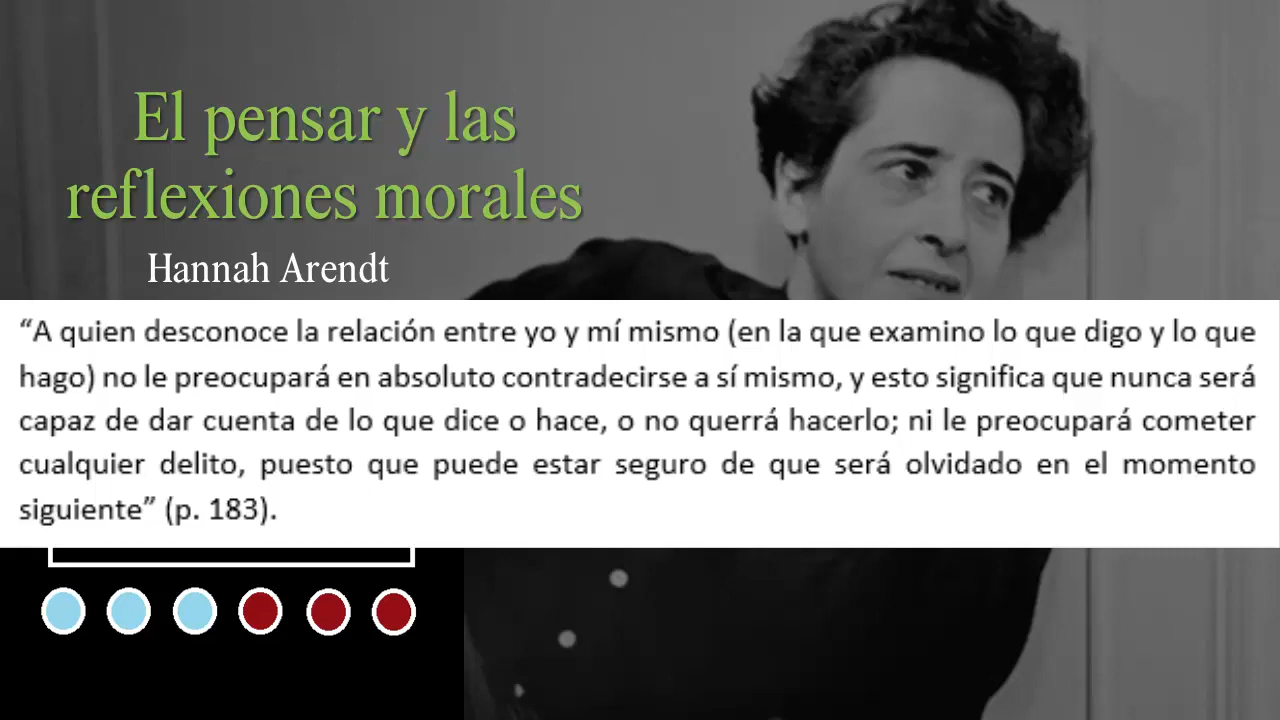 El pensar y las
reflexiones morales
Hannah Arendt
“A quien desconoce la relación entre yo y mí mismo (en la que examino lo que digo y lo que
hago) no le preocupará en absoluto contradecirse a sí mismo, y esto significa que nunca será
capaz de dar cuenta de lo que dice o hace, o no querrá hacerlo; ni le preocupará cometer
cualquier delito, puesto que puede estar seguro de que será olvidado en el momento
siguiente” (p. 183).